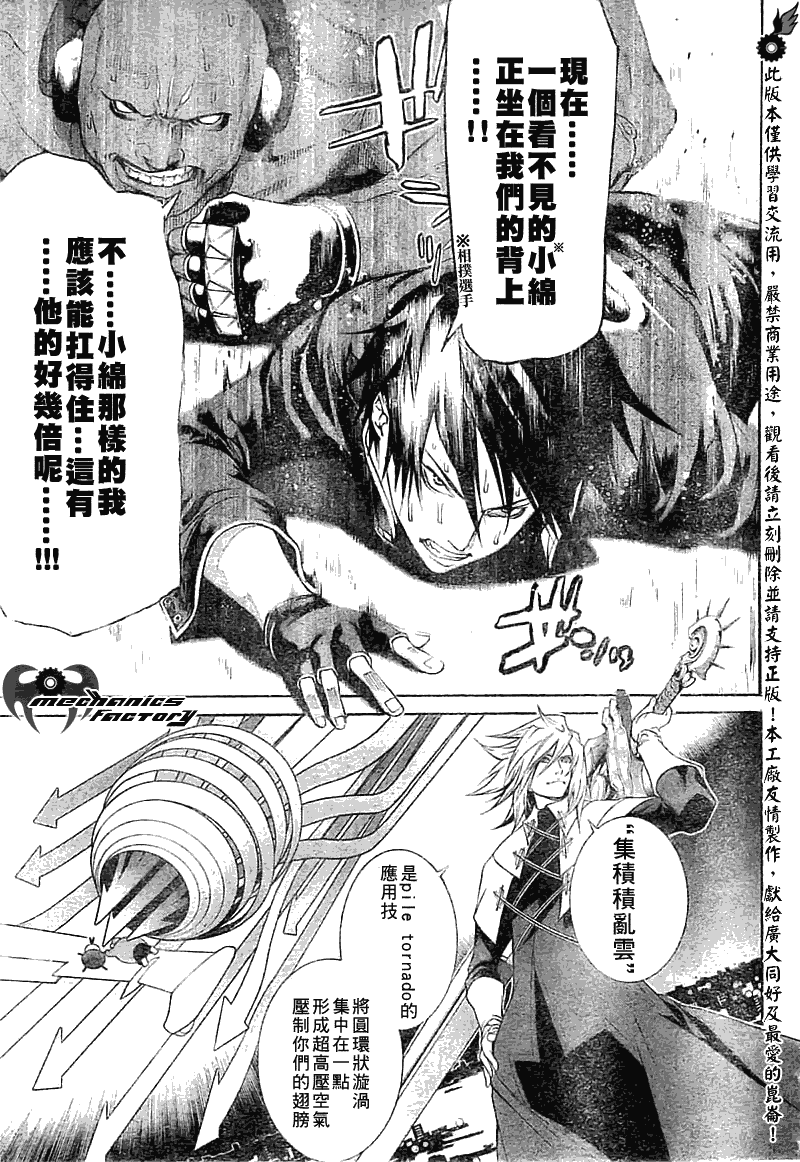 現在……
一個看不見的小綿※
正坐在我們的背上
……!!
※相撲選手
不……小綿那樣的我
應該能扛得住…這有
……他的好幾倍呢……!!!
mechanics
factory
“集積積亂雲”
是pile tornado的
應用技
將圓環狀漩渦
集中在一點
形成超高壓空氣
壓制你們的翅膀
此版本僅供學習交流用，嚴禁商業用途，觀看後請立刻刪除並請支持正版！本工廠友情製作，獻給廣大同好及最愛的崑崙！